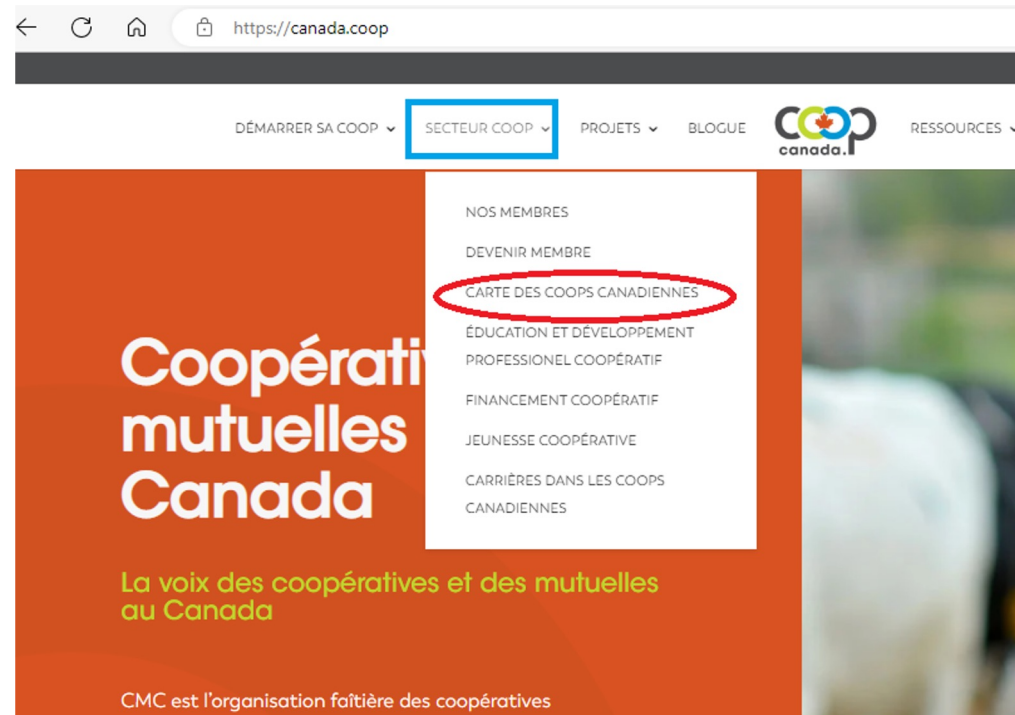 https://canada.coop
DÉMARRER SA COOP
SECTEUR COOP
PROJETS
BLOGUE
COOP
canada.
RESSOURCES
NOS MEMBRES
DEVENIR MEMBRE
CARTE DES COOPS CANADIENNES
ÉDUCATION ET DÉVELOPPEMENT
PROFESSIONEL COOPÉRATIF
FINANCEMENT COOPÉRATIF
JEUNESSE COOPÉRATIVE
CARRIÈRES DANS LES COOPS
CANADIENNES
Coopérati
mutuelles
Canada
La voix des coopératives et des mutuelles
au Canada
CMC est l'organisation faîtière des coopératives